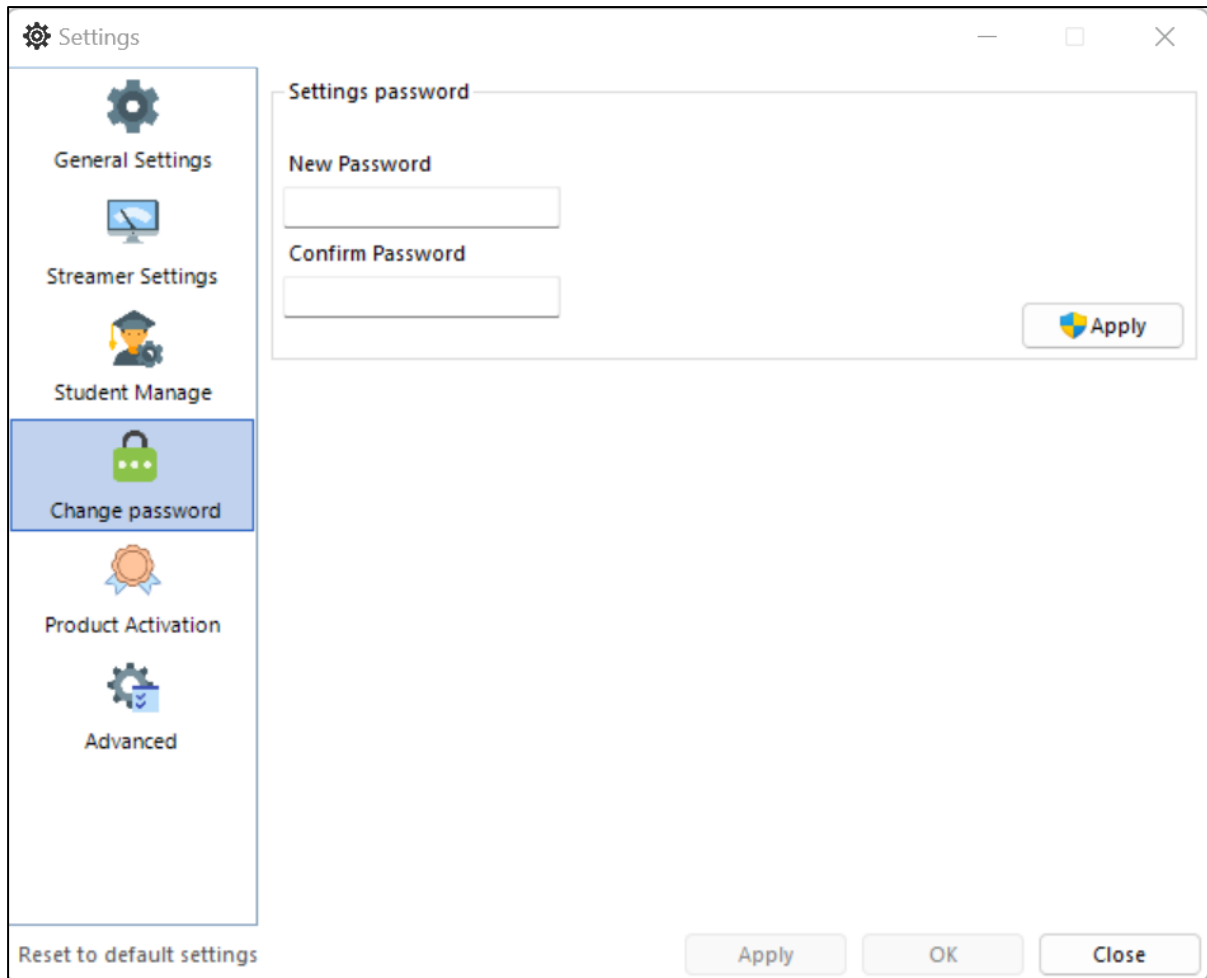 Settings
General Settings
Streamer Settings
Student Manage
Change password
Product Activation
Advanced
Settings password
New Password
Confirm Password
Apply
Reset to default settings
Apply
OK
Close